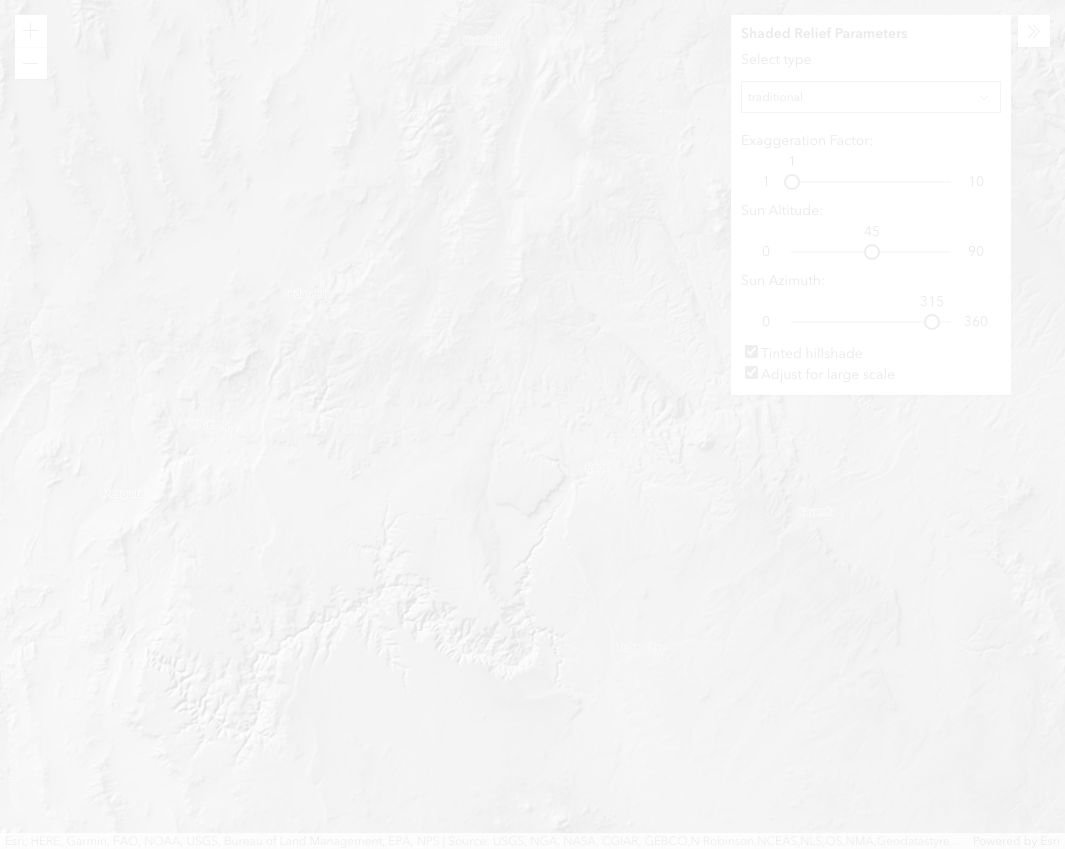 Shaded Relief Parameters
Select type
traditional
Exaggeration Factor:
1
1 10
Sun Altitude:
45
0 90
Sun Azimuth:
315
0 360
Tinted hillshade
Adjust for large scale
Esri, HERE, Garmin, FAO, NOAA, USGS, Bureau of Land Management, EPA, NPS | Source: USGS, NGA, NASA, CGIAR, GEBCO,N Robinson,NCEAS,NLS,OS,NMA,Geodatastyre Powered by Esri